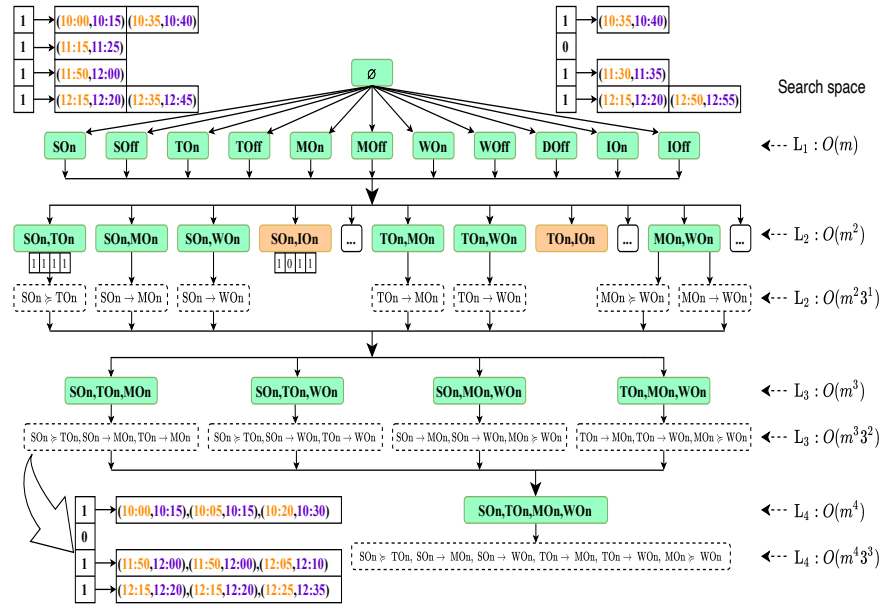 1 (10:00,10:15) (10:35,10:40)
1 (11:15,11:25)
1 (11:50,12:00)
1 (12:15,12:20) (12:35,12:45)
1 (10:35,10:40)
0
1 (11:30,11:35)
1 (12:15,12:20) (12:50,12:55)
∅
Search space
SOn SOff TOn TOff MOn MOff WOn WOff DOff IOn IOff
L₁ : O(m)
SOn,TOn SOn,MOn SOn,WOn SOn,IOn ... TOn,MOn TOn,WOn TOn,IOn ... MOn,WOn ...
L₂ : O(m²)
1 1 1 1
1 0 1 1
SOn ≽ TOn SOn → MOn SOn → WOn TOn → MOn TOn → WOn MOn ≽ WOn MOn → WOn
L₂ : O(m²3¹)
SOn,TOn,MOn SOn,TOn,WOn SOn,MOn,WOn TOn,MOn,WOn
L₃ : O(m³)
SOn ≽ TOn, SOn → MOn, TOn → MOn
SOn ≽ TOn, SOn → WOn, TOn → WOn
SOn → MOn, SOn → WOn, MOn ≽ WOn
TOn → MOn, TOn → WOn, MOn ≽ WOn
L₃ : O(m³3²)
1 (10:00,10:15),(10:05,10:15),(10:20,10:30)
0
1 (11:50,12:00),(11:50,12:00),(12:05,12:10)
1 (12:15,12:20),(12:15,12:20),(12:25,12:35)
SOn,TOn,MOn,WOn
L₄ : O(m⁴)
SOn ≽ TOn, SOn → MOn, SOn → WOn, TOn → MOn, TOn → WOn, MOn ≽ WOn
L₄ : O(m⁴3³)